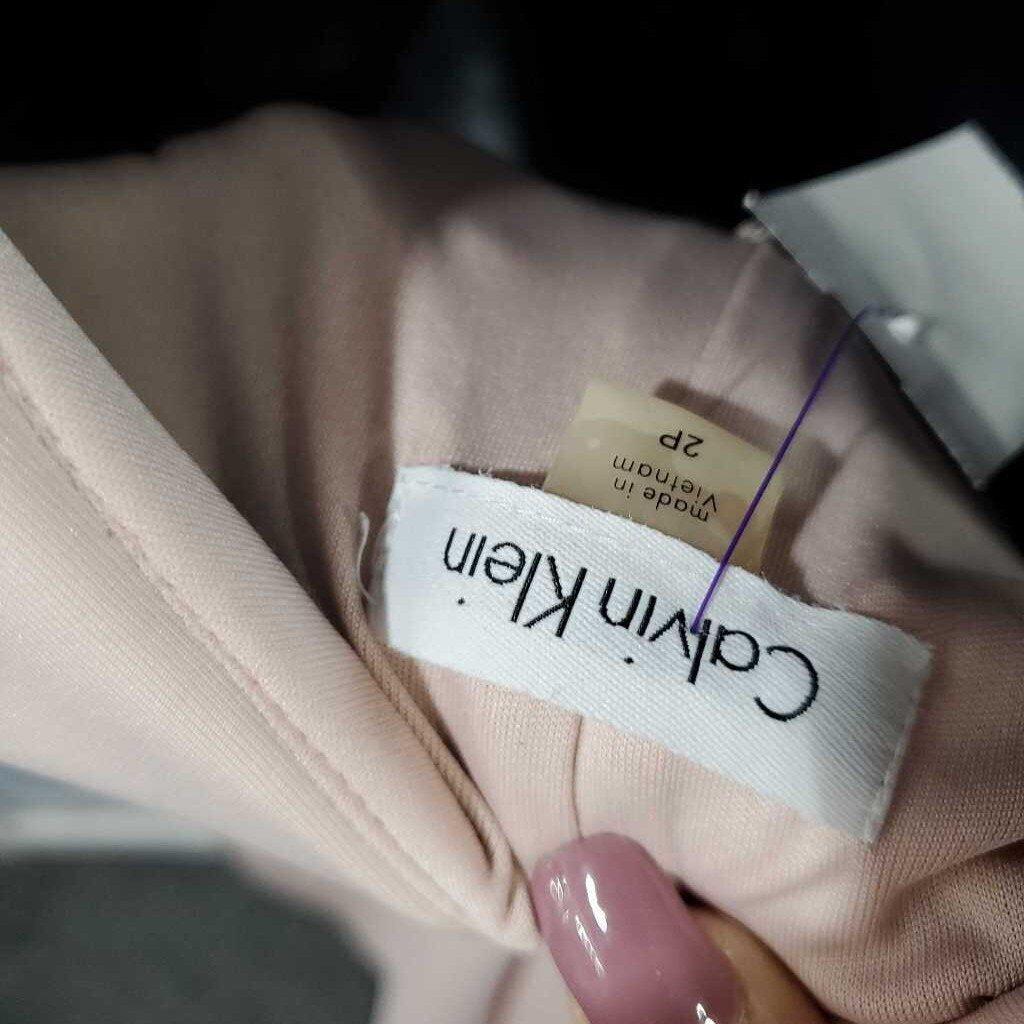 Calvin Klein
made in
Vietnam
2P